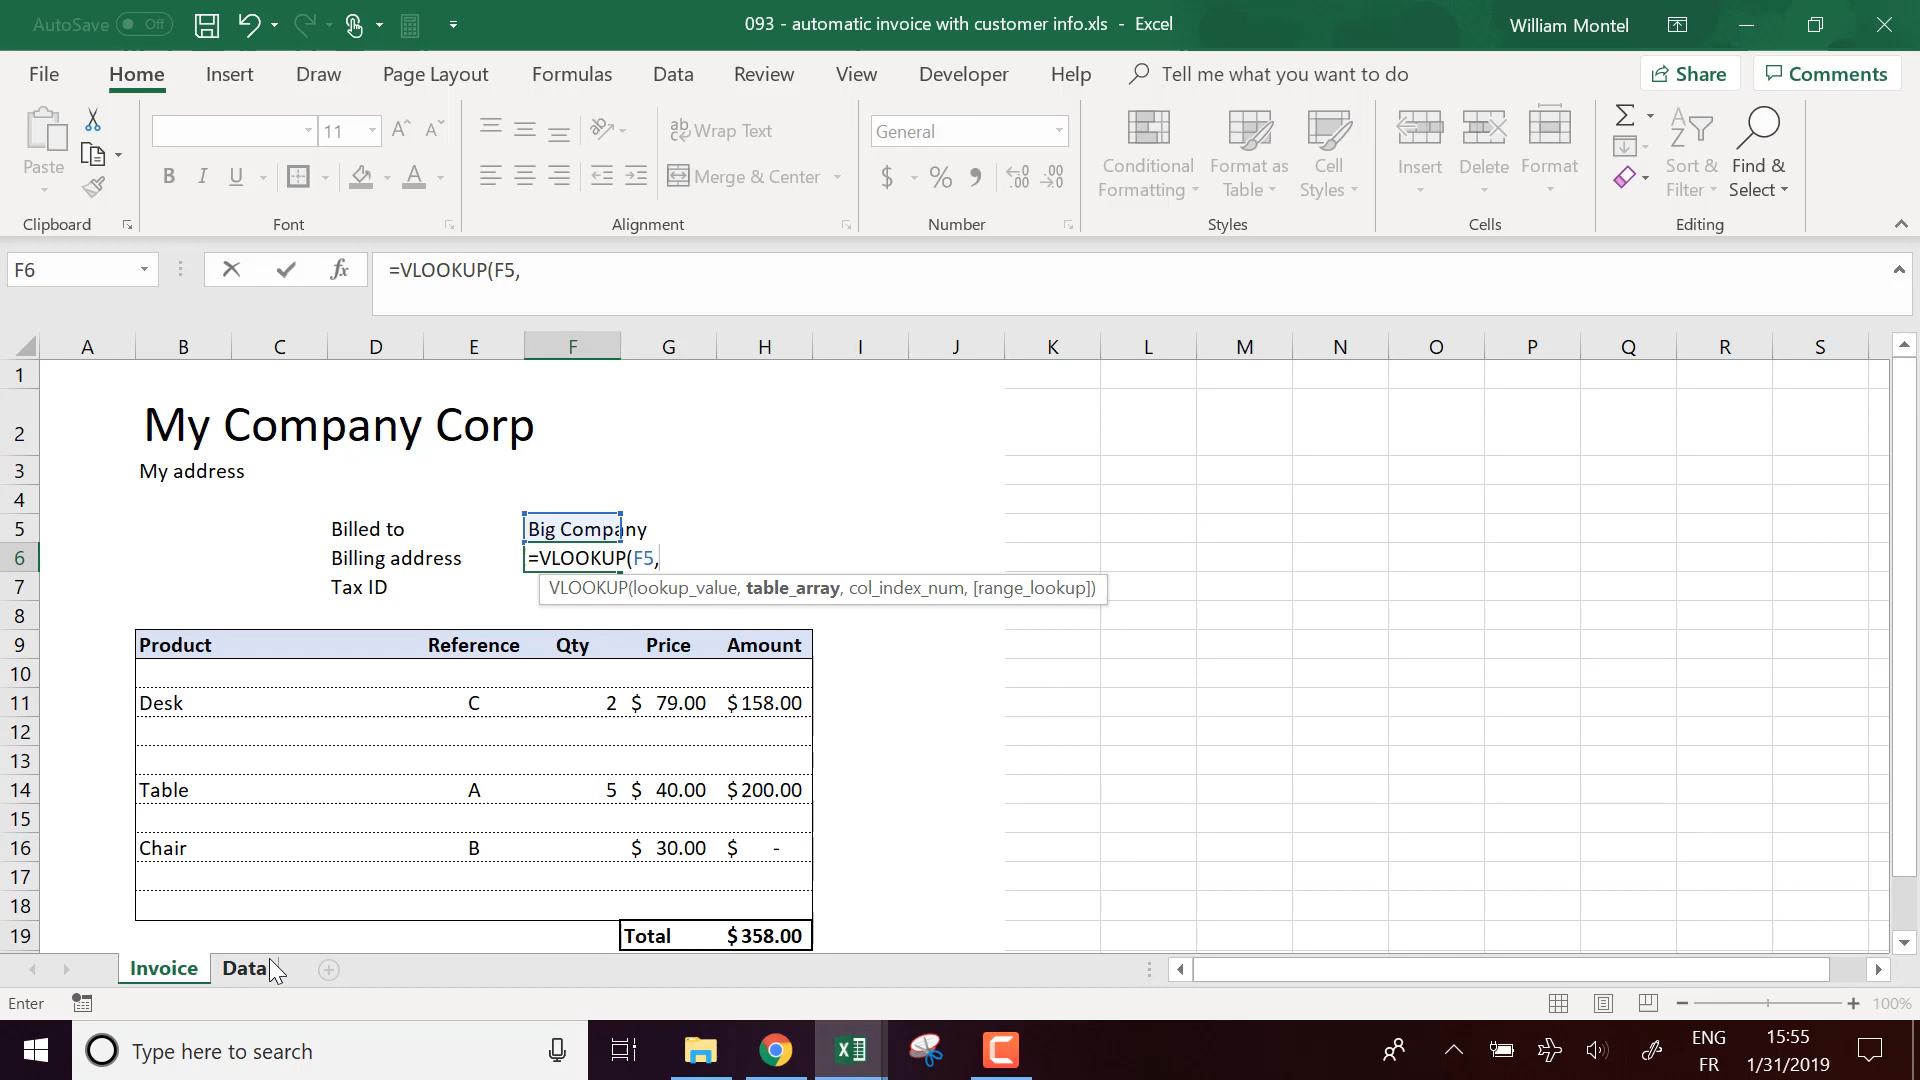 AutoSave Off
093 - automatic invoice with customer info.xls - Excel
William Montel
File Home Insert Draw Page Layout Formulas Data Review View Developer Help Tell me what you want to do
Share Comments
Paste
Clipboard
11
B I U
Font
Wrap Text
Merge & Center
Alignment
General
$ % ,
Number
Conditional Formatting
Format as Table
Cell Styles
Styles
Insert Delete Format
Cells
Sort & Filter
Find & Select
Editing
F6
fx
=VLOOKUP(F5,
A B C D E F G H I J K L M N O P Q R S
1
2 My Company Corp
3 My address
4
5 Billed to Big Company
6 Billing address =VLOOKUP(F5,
7 Tax ID VLOOKUP(lookup_value, table_array, col_index_num, [range_lookup])
8
9 Product Reference Qty Price Amount
10
11 Desk C 2 $ 79.00 $158.00
12
13
14 Table A 5 $ 40.00 $200.00
15
16 Chair B $ 30.00 $ -
17
18
19 Total $358.00
Invoice Data
Enter
100%
Type here to search
ENG
FR
15:55
1/31/2019